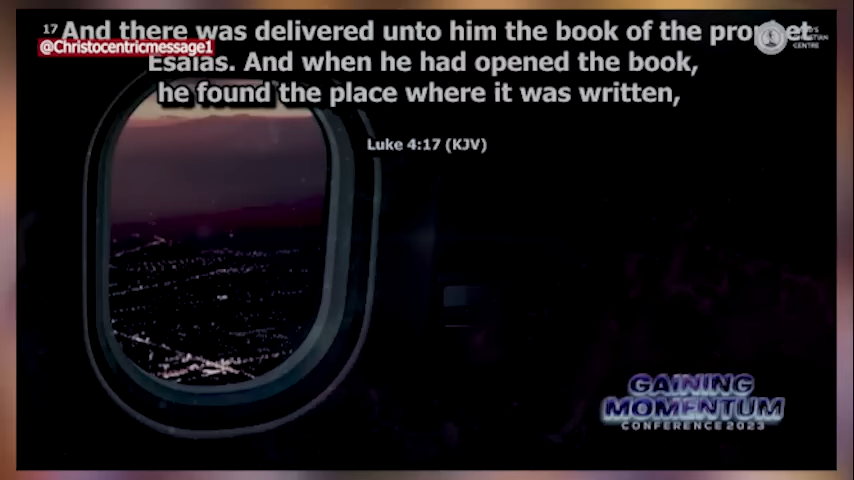 17 And there was delivered unto him the book of the prophet
@Christocentricmessage1
Esaias. And when he had opened the book,
he found the place where it was written,
Luke 4:17 (KJV)
GAINING
MOMENTUM
CONFERENCE 2023
CENTRE